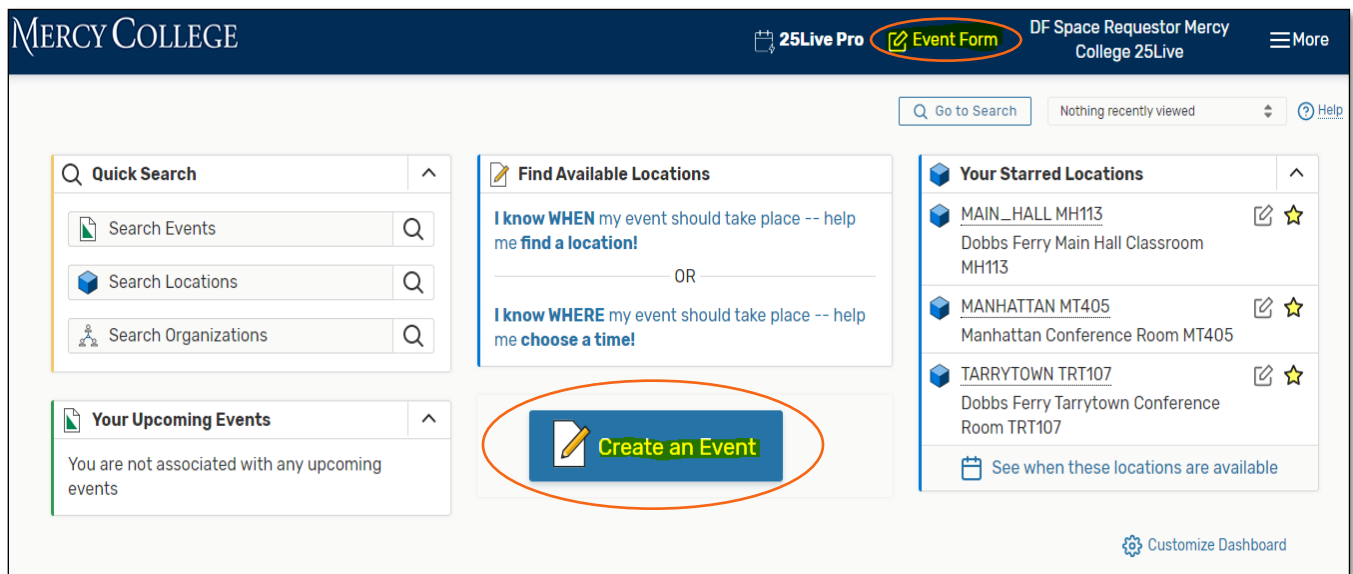 MERCY COLLEGE
25Live Pro
Event Form
DF Space Requestor Mercy
College 25Live
More
Go to Search
Nothing recently viewed
Help
Quick Search
Search Events
Search Locations
Search Organizations
Your Upcoming Events
You are not associated with any upcoming
events
Find Available Locations
I know WHEN my event should take place -- help
me find a location!
OR
I know WHERE my event should take place -- help
me choose a time!
Create an Event
Your Starred Locations
MAIN_HALL MH113
Dobbs Ferry Main Hall Classroom
MH113
MANHATTAN MT405
Manhattan Conference Room MT405
TARRYTOWN TRT107
Dobbs Ferry Tarrytown Conference
Room TRT107
See when these locations are available
Customize Dashboard